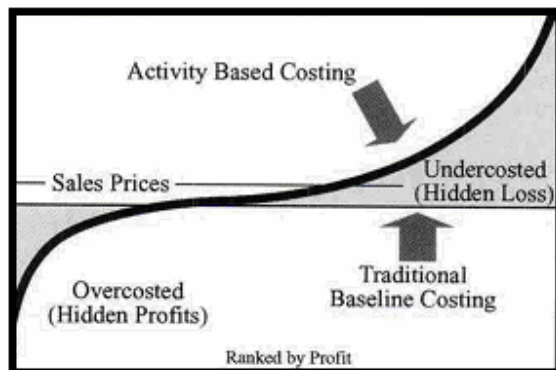 Activity Based Costing
Sales Prices
Undercosted
(Hidden Loss)
Overcosted
(Hidden Profits)
Traditional
Baseline Costing
Ranked by Profit